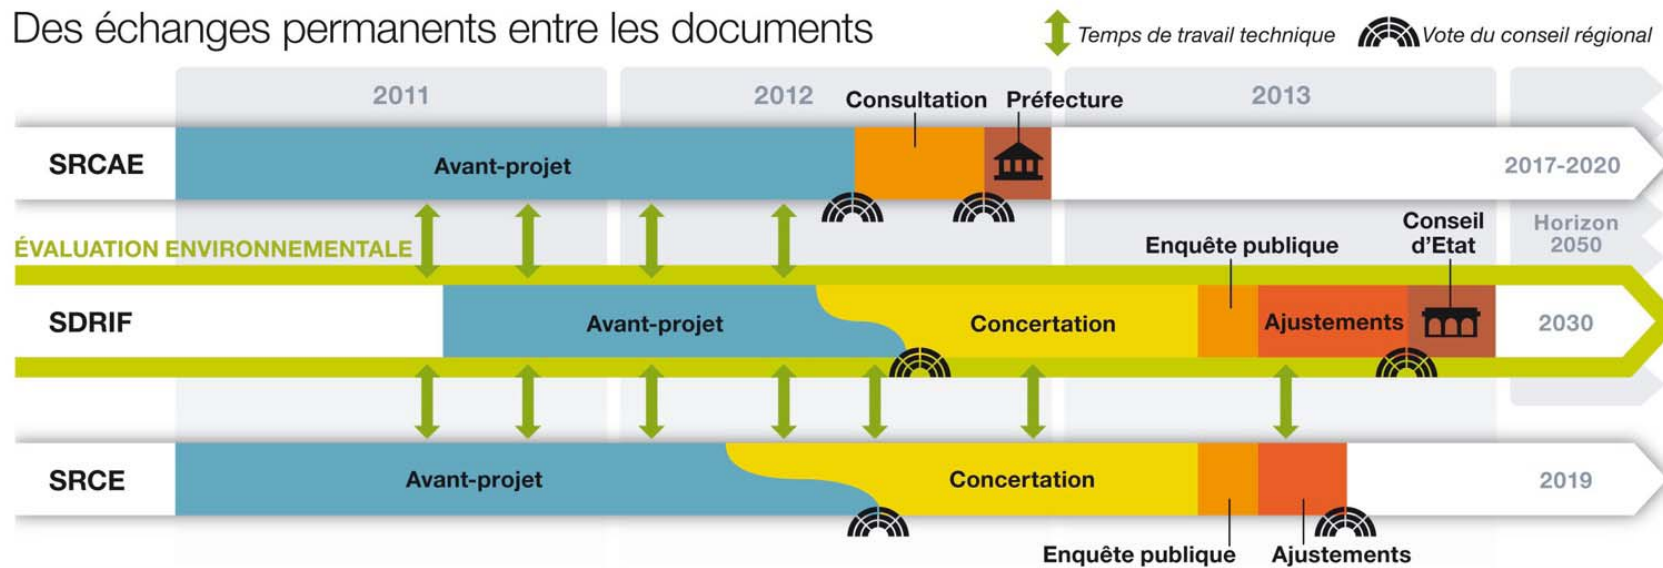 Des échanges permanents entre les documents
Temps de travail technique
Vote du conseil régional
2011
2012
2013
Consultation
Préfecture
SRCAE
Avant-projet
2017-2020
ÉVALUATION ENVIRONNEMENTALE
Enquête publique
Conseil
d'Etat
Horizon
2050
SDRIF
Avant-projet
Concertation
Ajustements
2030
SRCE
Avant-projet
Concertation
2019
Enquête publique
Ajustements